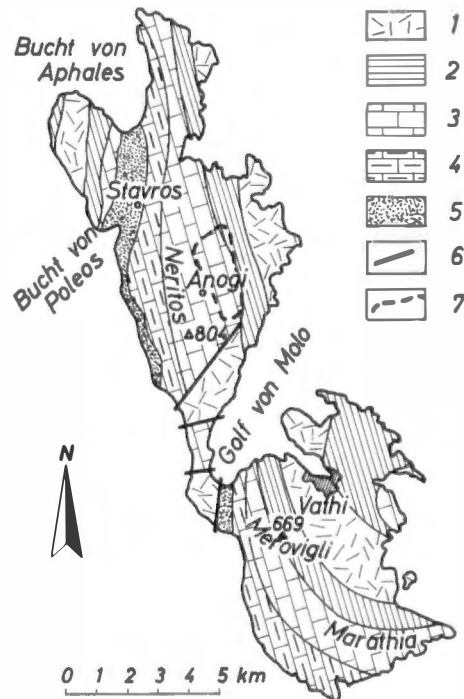 Bucht von
Aphales
Stavros
Bucht von
Poleos
Neritos
Anogi
804
Golf von Molo
N
Vathi
669
Merovigli
Marathia
0 1 2 3 4 5 km
1
2
3
4
5
6
7